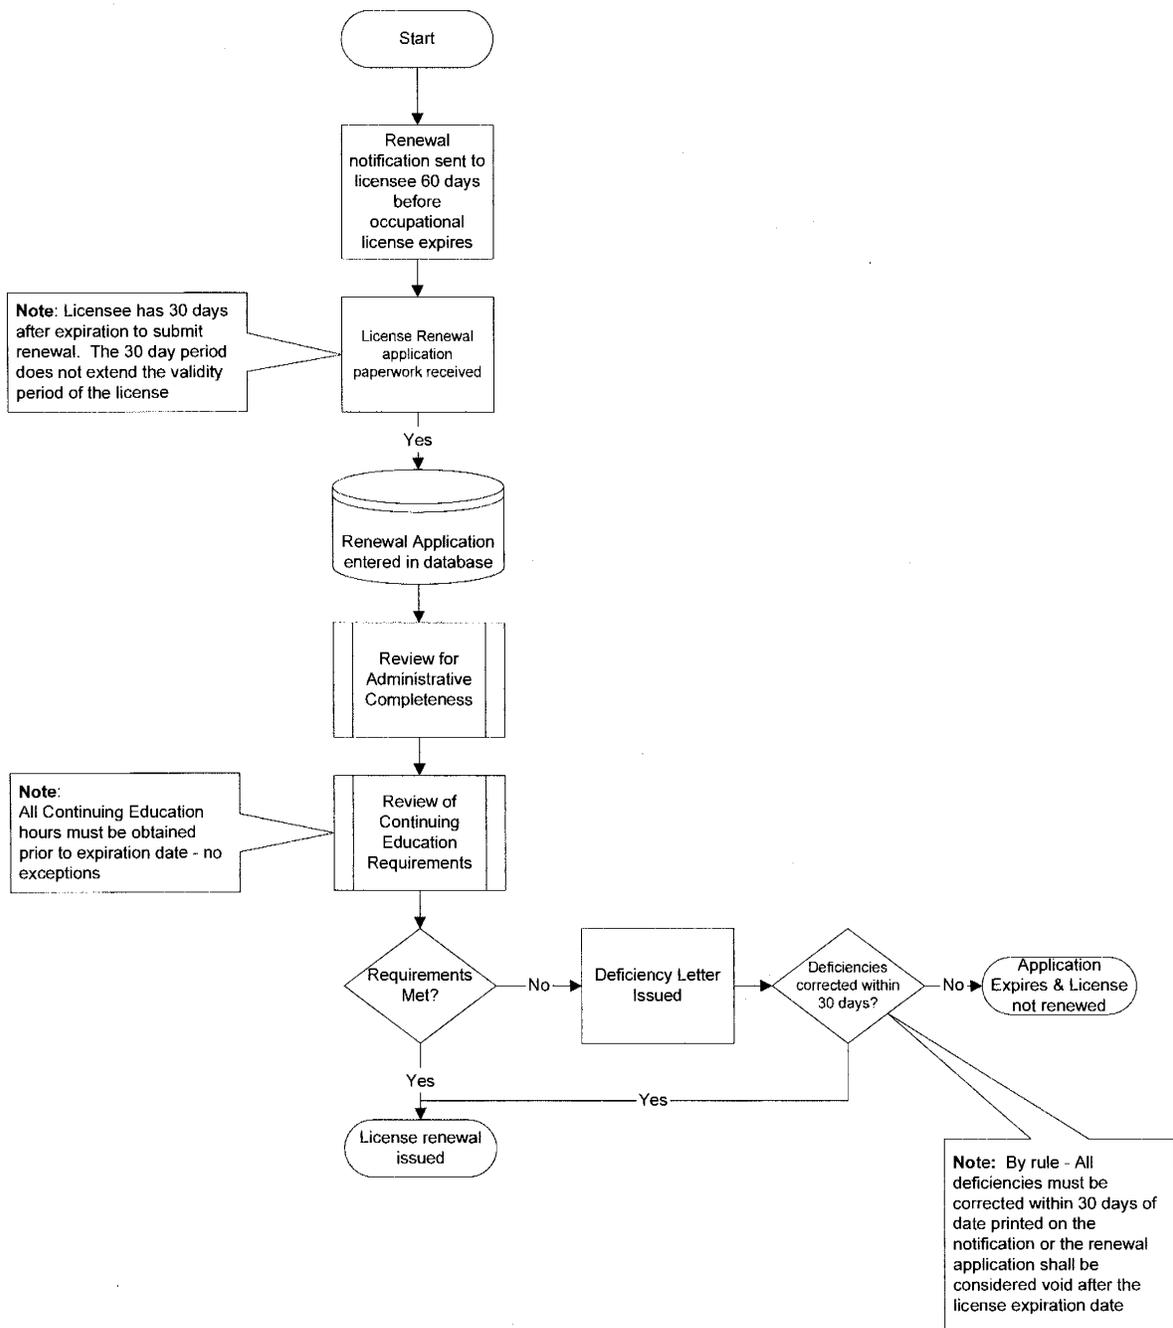 Start
Renewal
notification sent to
licensee 60 days
before
occupational
license expires
Note: Licensee has 30 days
after expiration to submit
renewal. The 30 day period
does not extend the validity
period of the license
License Renewal
application
paperwork received
Yes
Renewal Application
entered in database
Review for
Administrative
Completeness
Note:
All Continuing Education
hours must be obtained
prior to expiration date - no
exceptions
Review of
Continuing
Education
Requirements
Requirements
Met?
No
Deficiency Letter
Issued
Deficiencies
corrected within
30 days?
No
Application
Expires & License
not renewed
Yes
Yes
License renewal
issued
Note: By rule - All
deficiencies must be
corrected within 30 days of
date printed on the
notification or the renewal
application shall be
considered void after the
license expiration date